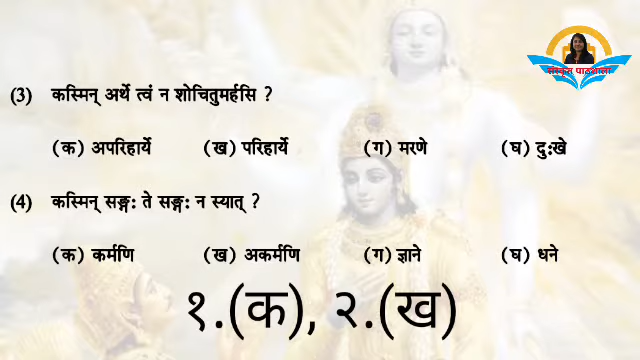 संस्कृत पाठशाला
(3) कस्मिन् अर्थे त्वं न शोचितुमर्हसि ?
(क) अपरिहार्ये (ख) परिहार्ये (ग) मरणे (घ) दुःखे
(4) कस्मिन् सङ्गः ते सङ्गः न स्यात् ?
(क) कर्मणि (ख) अकर्मणि (ग) ज्ञाने (घ) धने
१.(क), २.(ख)